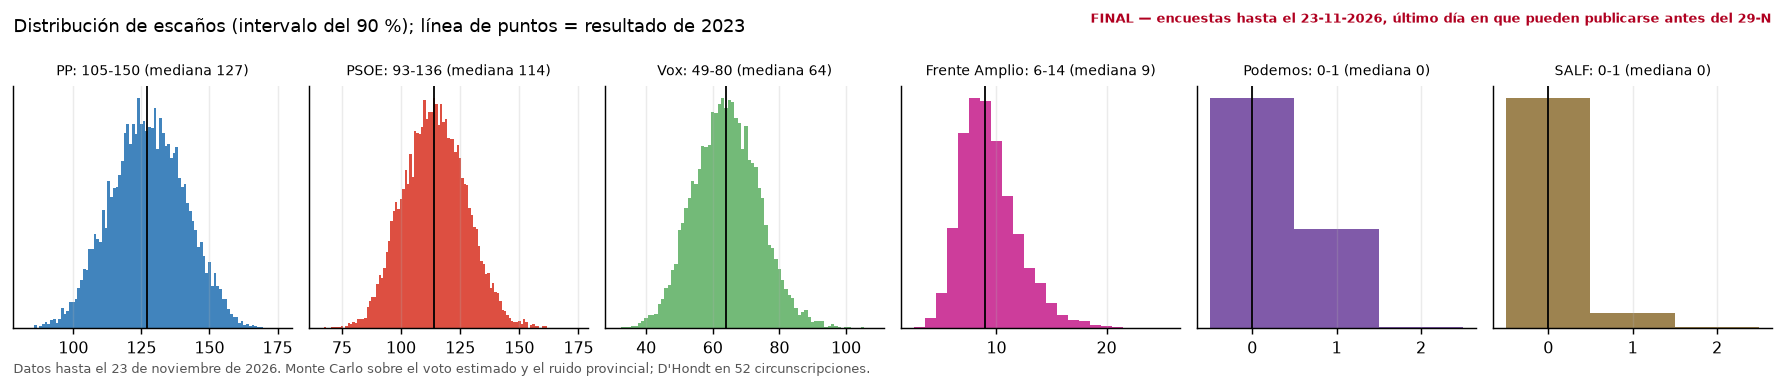 Distribución de escaños (intervalo del 90 %); línea de puntos = resultado de 2023
FINAL — encuestas hasta el 23-11-2026, último día en que pueden publicarse antes del 29-N
PP: 105-150 (mediana 127)
PSOE: 93-136 (mediana 114)
Vox: 49-80 (mediana 64)
Frente Amplio: 6-14 (mediana 9)
Podemos: 0-1 (mediana 0)
SALF: 0-1 (mediana 0)
100 125 150 175
75 100 125 150 175
40 60 80 100
10 20
0 1 2
0 1 2
Datos hasta el 23 de noviembre de 2026. Monte Carlo sobre el voto estimado y el ruido provincial; D'Hondt en 52 circunscripciones.